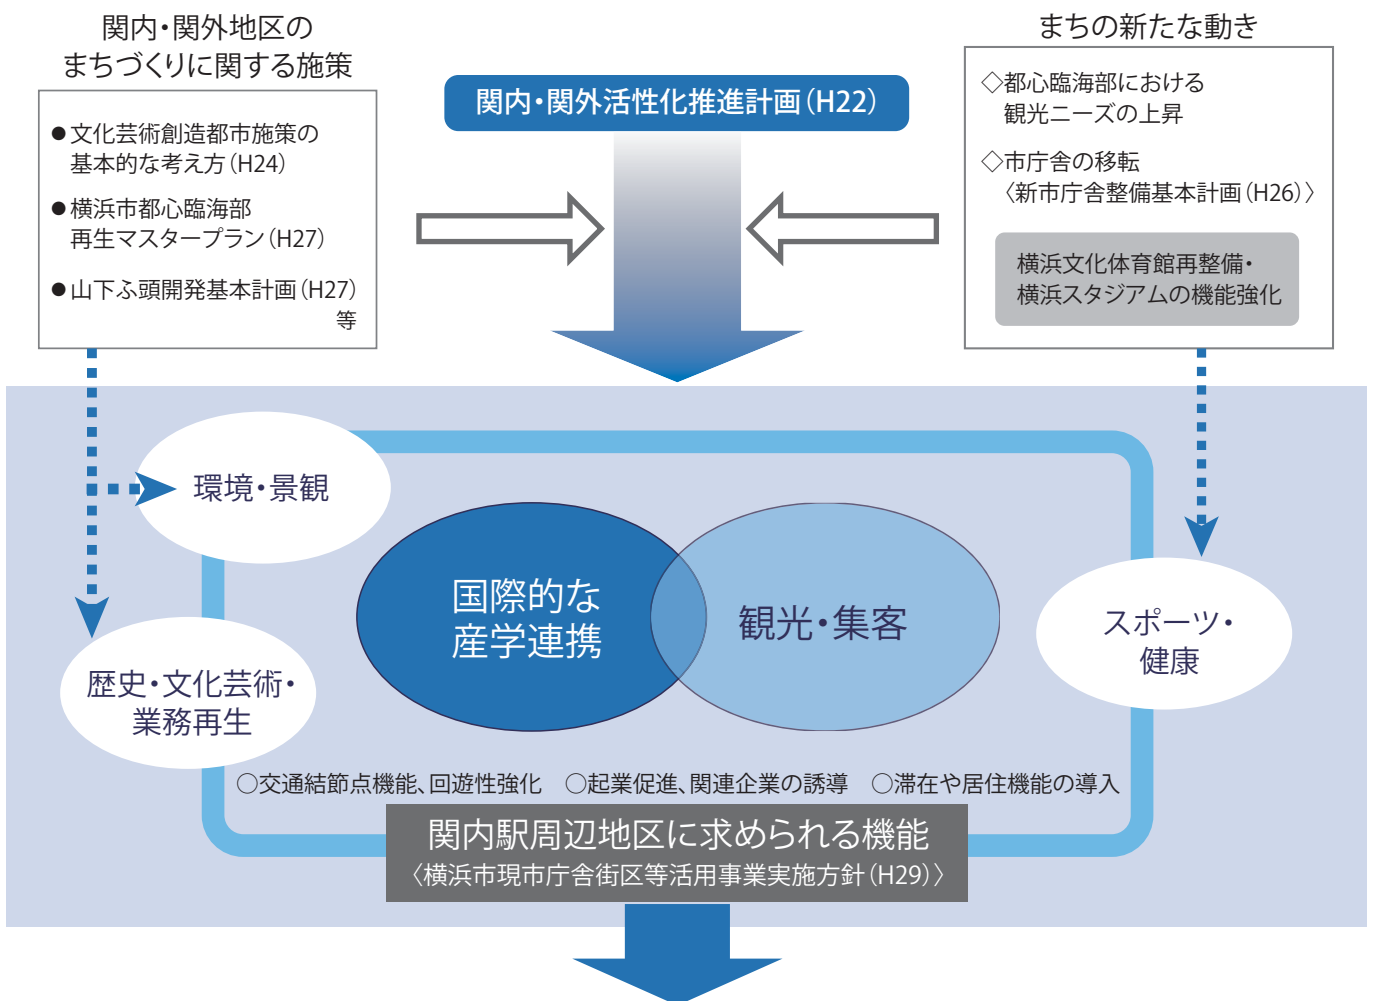 関内・関外地区の
まちづくりに関する施策
●文化芸術創造都市施策の
基本的な考え方(H24)
●横浜市都心臨海部
再生マスタープラン(H27)
●山下ふ頭開発基本計画(H27)
等
関内・関外活性化推進計画(H22)
まちの新たな動き
◇都心臨海部における
観光ニーズの上昇
◇市庁舎の移転
〈新市庁舎整備基本計画(H26)〉
横浜文化体育館再整備・
横浜スタジアムの機能強化
環境・景観
歴史・文化芸術・
業務再生
国際的な
産学連携
観光・集客
スポーツ・
健康
○交通結節点機能、回遊性強化 ○起業促進、関連企業の誘導 ○滞在や居住機能の導入
関内駅周辺地区に求められる機能
〈横浜市現市庁舎街区等活用事業実施方針(H29)〉